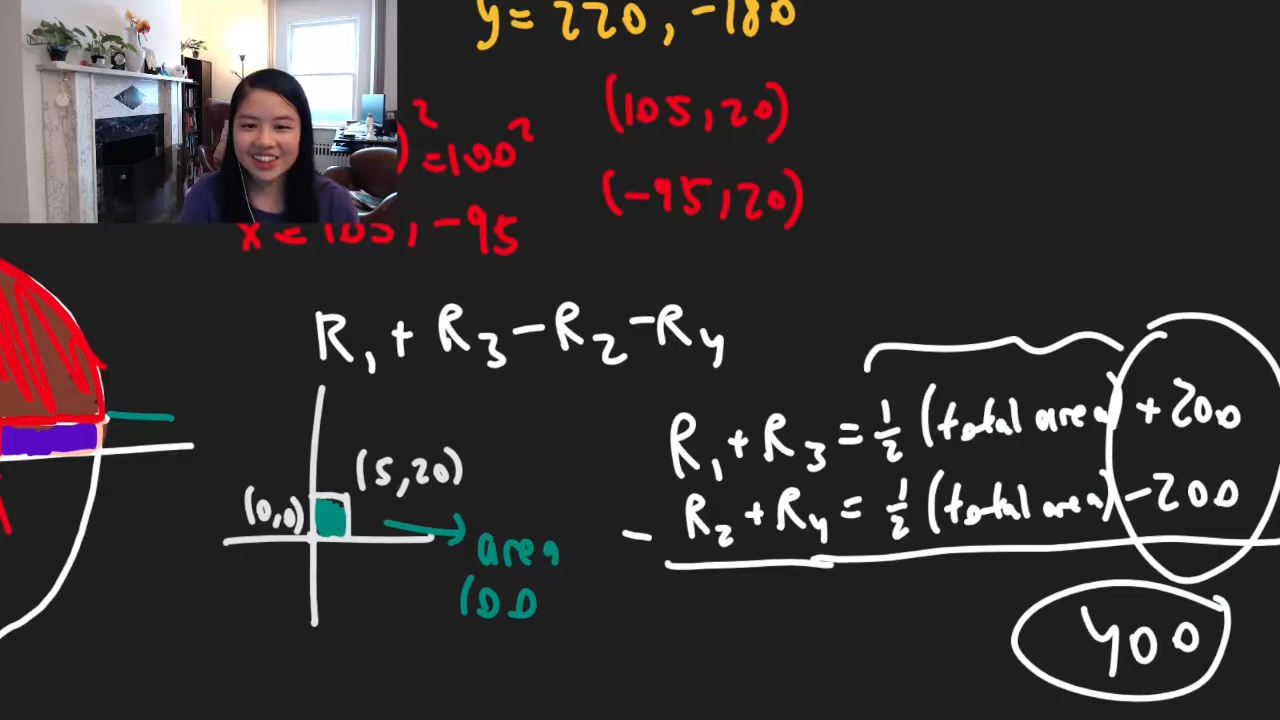 y = 220, -180
)² = 100²
(105, 20)
x = 105, -95
(-95, 20)
R₁ + R₃ - R₂ - R₄
(5, 20)
(0,0)
area
100
R₁ + R₃ = 1/2 (total area) + 200
- R₂ + R₄ = 1/2 (total area) - 200
400